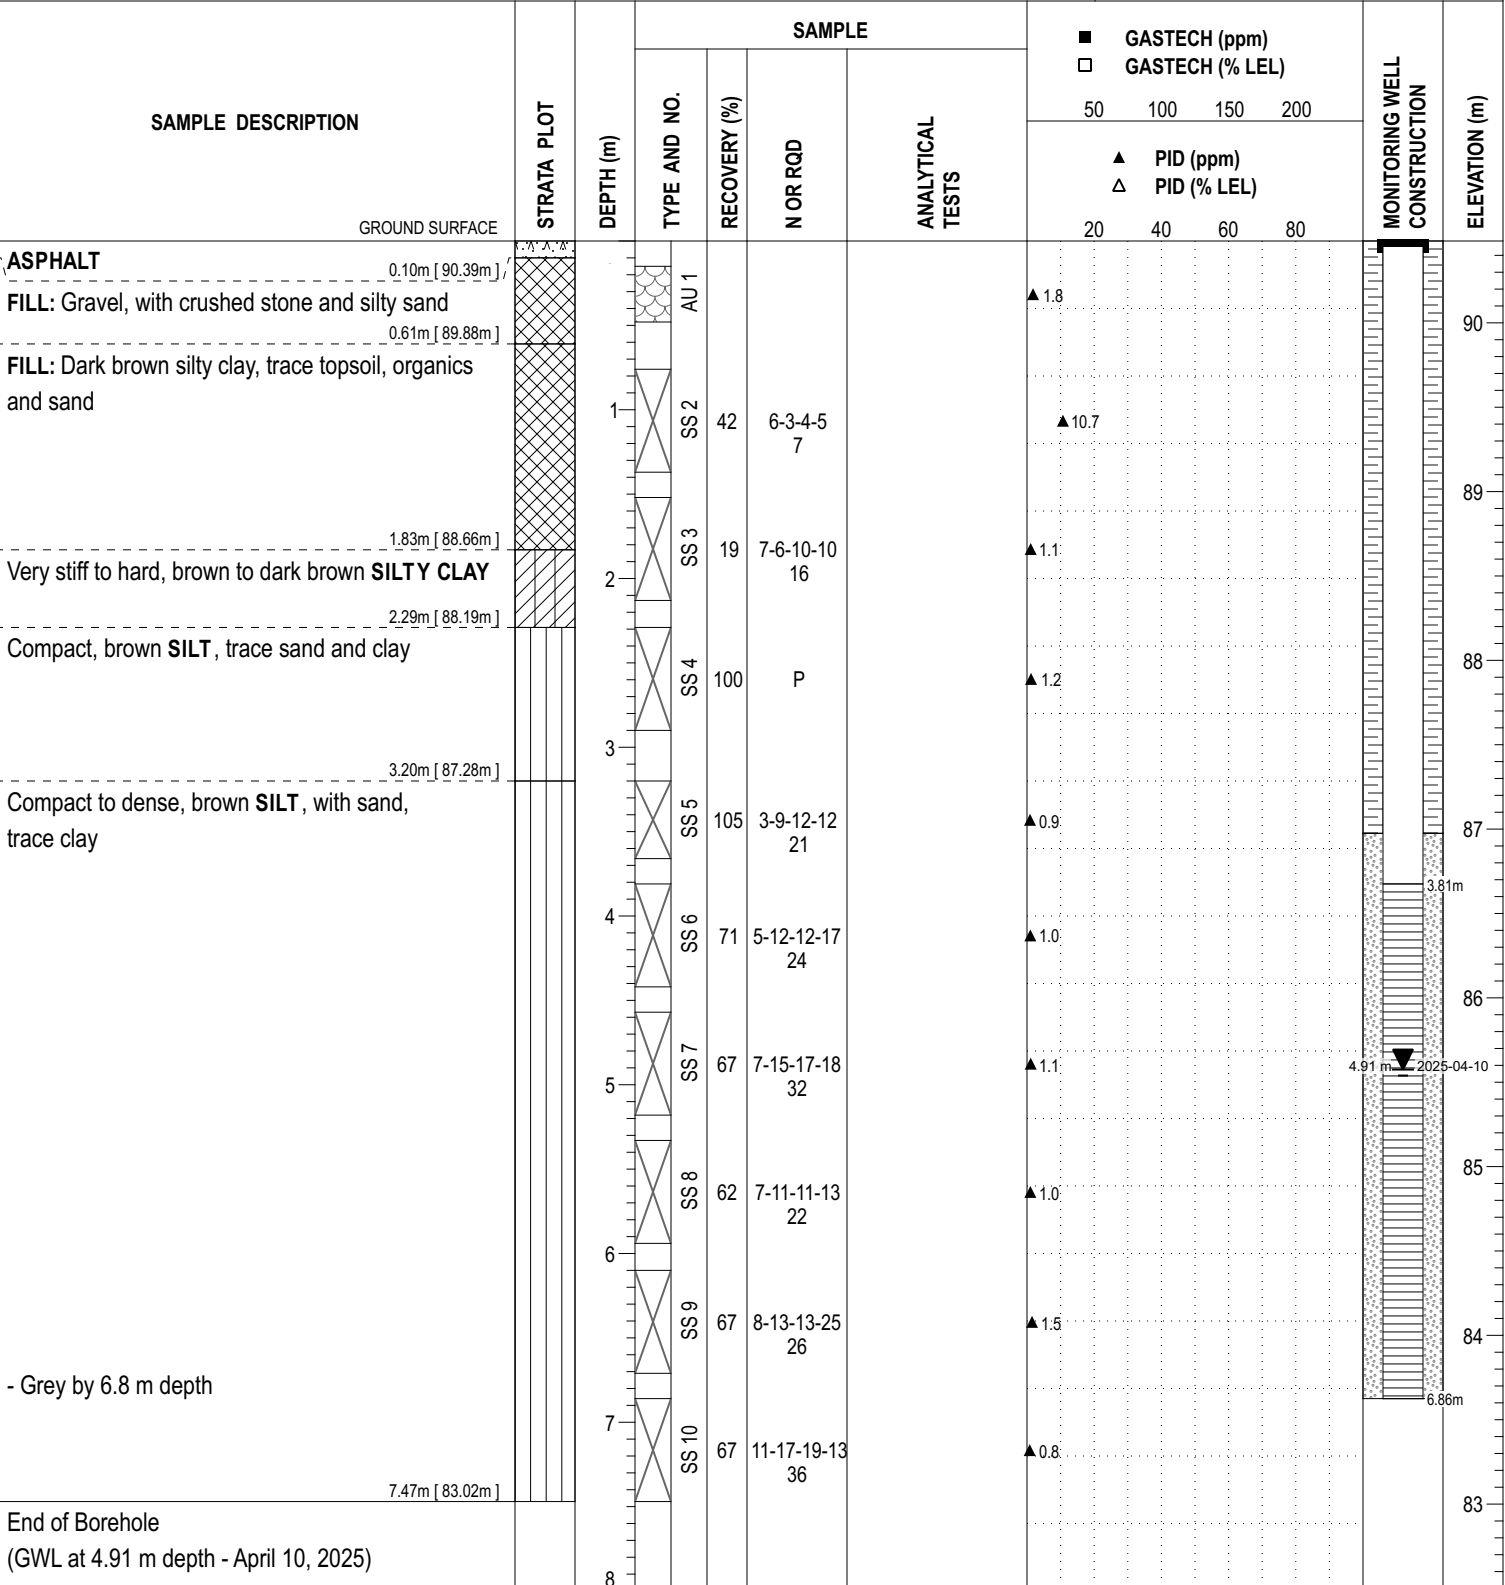 SAMPLE DESCRIPTION
GROUND SURFACE
STRATA PLOT
DEPTH (m)
SAMPLE
TYPE AND NO.
RECOVERY (%)
N OR RQD
ANALYTICAL
TESTS
■ GASTECH (ppm)
□ GASTECH (% LEL)
50 100 150 200
▲ PID (ppm)
△ PID (% LEL)
20 40 60 80
MONITORING WELL
CONSTRUCTION
ELEVATION (m)
ASPHALT
0.10m [ 90.39m ]
FILL: Gravel, with crushed stone and silty sand
0.61m [ 89.88m ]
FILL: Dark brown silty clay, trace topsoil, organics
and sand
1.83m [ 88.66m ]
Very stiff to hard, brown to dark brown SILTY CLAY
2.29m [ 88.19m ]
Compact, brown SILT, trace sand and clay
3.20m [ 87.28m ]
Compact to dense, brown SILT, with sand,
trace clay
- Grey by 6.8 m depth
7.47m [ 83.02m ]
End of Borehole
(GWL at 4.91 m depth - April 10, 2025)
1
2
3
4
5
6
7
8
AU 1
SS 2
42
6-3-4-5
7
SS 3
19
7-6-10-10
16
SS 4
100
P
SS 5
105
3-9-12-12
21
SS 6
71
5-12-12-17
24
SS 7
67
7-15-17-18
32
SS 8
62
7-11-11-13
22
SS 9
67
8-13-13-25
26
SS 10
67
11-17-19-13
36
1.8
10.7
1.1
1.2
0.9
1.0
1.1
1.0
1.5
0.8
3.81m
4.91 m
2025-04-10
6.86m
90
89
88
87
86
85
84
83